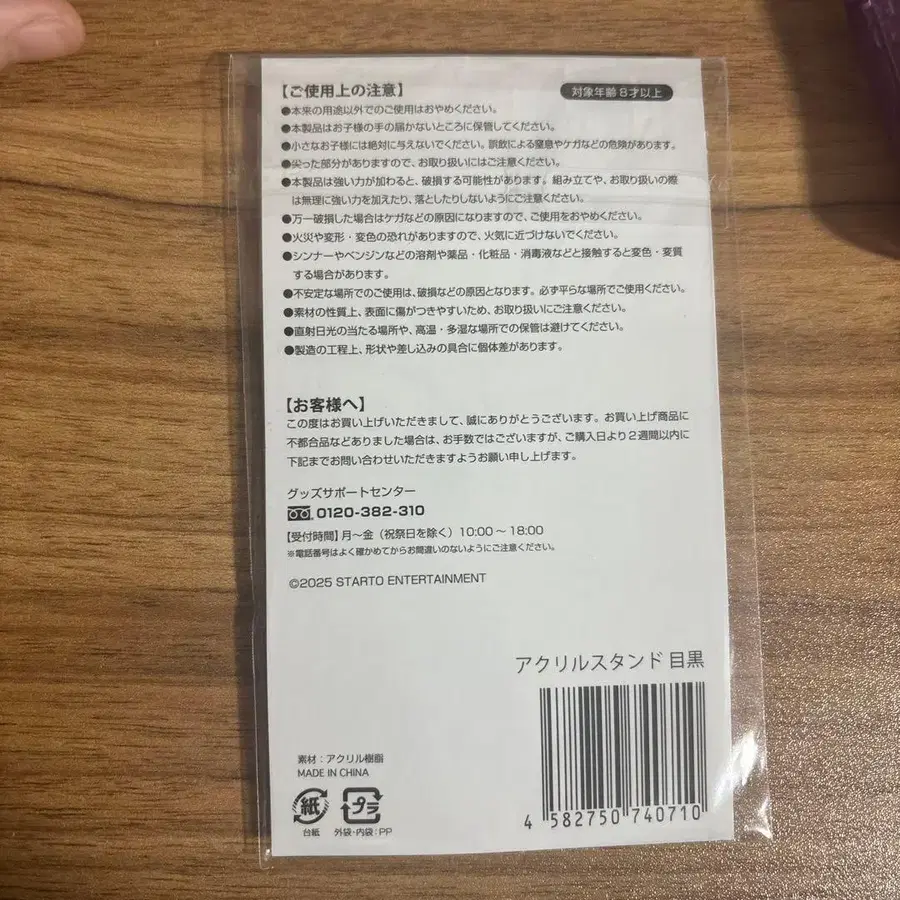 【ご使用上の注意】
対象年齢8才以上
●本来の用途以外でのご使用はおやめください。
●本製品はお子様の手の届かないところに保管してください。
●小さなお子様には絶対に与えないでください。誤飲による窒息やケガなどの危険があります。
●尖った部分がありますので、お取り扱いにはご注意ください。
●本製品は強い力が加わると、破損する可能性があります。組み立てや、お取り扱いの際
は無理に強い力を加えたり、落としたりしないようにご注意ください。
●万一破損した場合はケガなどの原因になりますので、ご使用をおやめください。
●火災や変形・変色の恐れがありますので、火気に近づけないでください。
●シンナーやベンジンなどの溶剤や薬品・化粧品・消毒液などと接触すると変色・変質
する場合があります。
●不安定な場所でのご使用は、破損などの原因となります。必ず平らな場所でご使用ください。
●素材の性質上、表面に傷がつきやすいため、お取り扱いにご注意ください。
●直射日光の当たる場所や、高温・多湿な場所での保管は避けてください。
●製造の工程上、形状や差し込みの具合に個体差があります。
【お客様へ】
この度はお買い上げいただきまして、誠にありがとうございます。お買い上げ商品に
不都合品などありました場合は、お手数ではございますが、ご購入日より2週間以内に
下記までお問い合わせいただきますようお願い申し上げます。
グッズサポートセンター
0120-382-310
【受付時間】月～金（祝祭日を除く）10:00～18:00
※電話番号はよく確かめてからお間違いのないようにご注意ください。
©2025 STARTO ENTERTAINMENT
アクリルスタンド 目黒
素材：アクリル樹脂
MADE IN CHINA
紙
プラ
台紙
外袋・内袋：PP
4 582750 740710